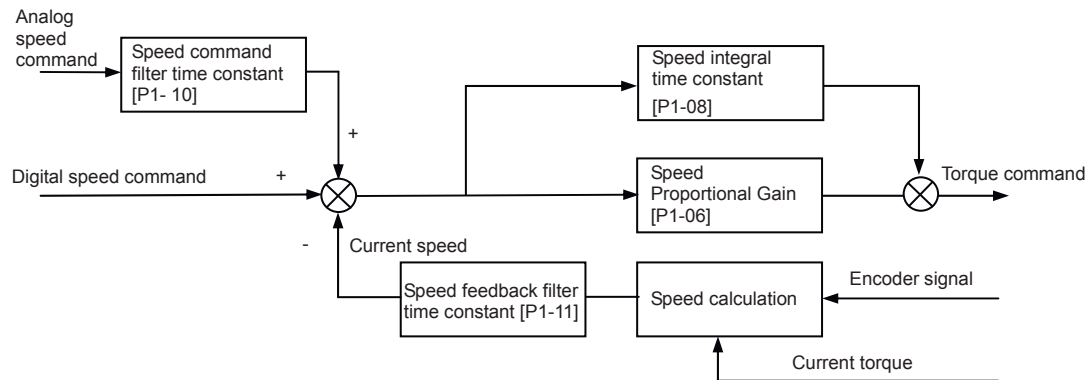 Analog
speed
command
Speed command
filter time constant
[P1- 10]
+
Digital speed command
+
-
Current speed
Speed integral
time constant
[P1-08]
Speed
Proportional Gain
[P1-06]
Torque command
Speed feedback filter
time constant [P1-11]
Speed calculation
Encoder signal
Current torque